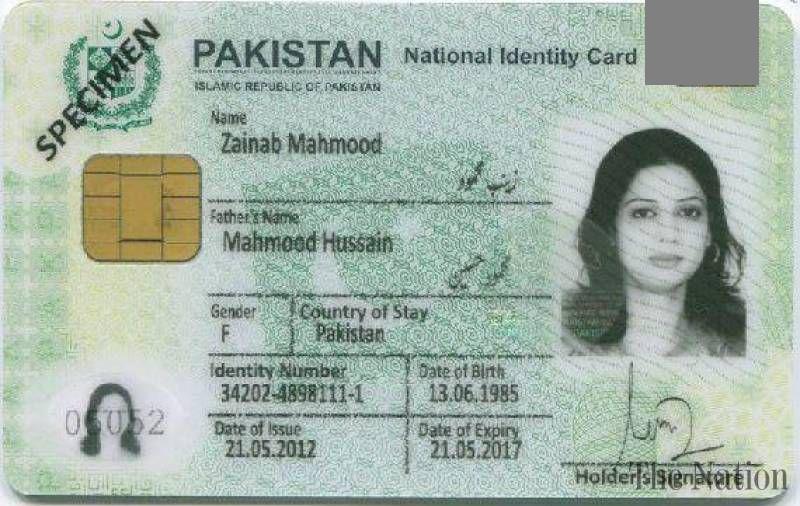 SPECIMEN
PAKISTAN National Identity Card
ISLAMIC REPUBLIC OF PAKISTAN
Name
Zainab Mahmood
زینب محمود
Father's Name
Mahmood Hussain
محمود حسین
Gender
F
Country of Stay
Pakistan
Identity Number
34202-4898111-1
Date of Birth
13.06.1985
Date of Issue
21.05.2012
Date of Expiry
21.05.2017
Holder's Signature
The Nation